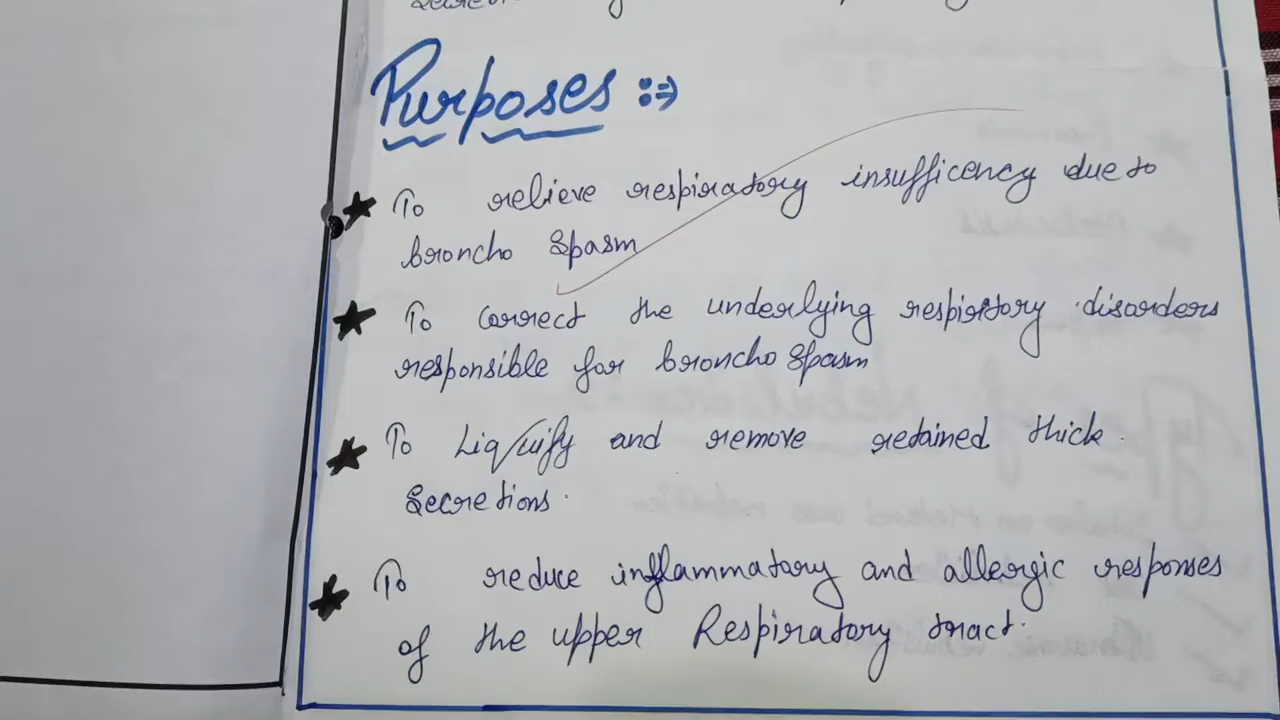 Purposes :⇒
★ To relieve respiratory insufficency due to
broncho spasm
★ To correct the underlying respirtory disorders
responsible for broncho spasm
★ To Liquify and remove retained thick
secretions.
★ To reduce inflammatory and allergic responses
of the upper Respiratory tract.